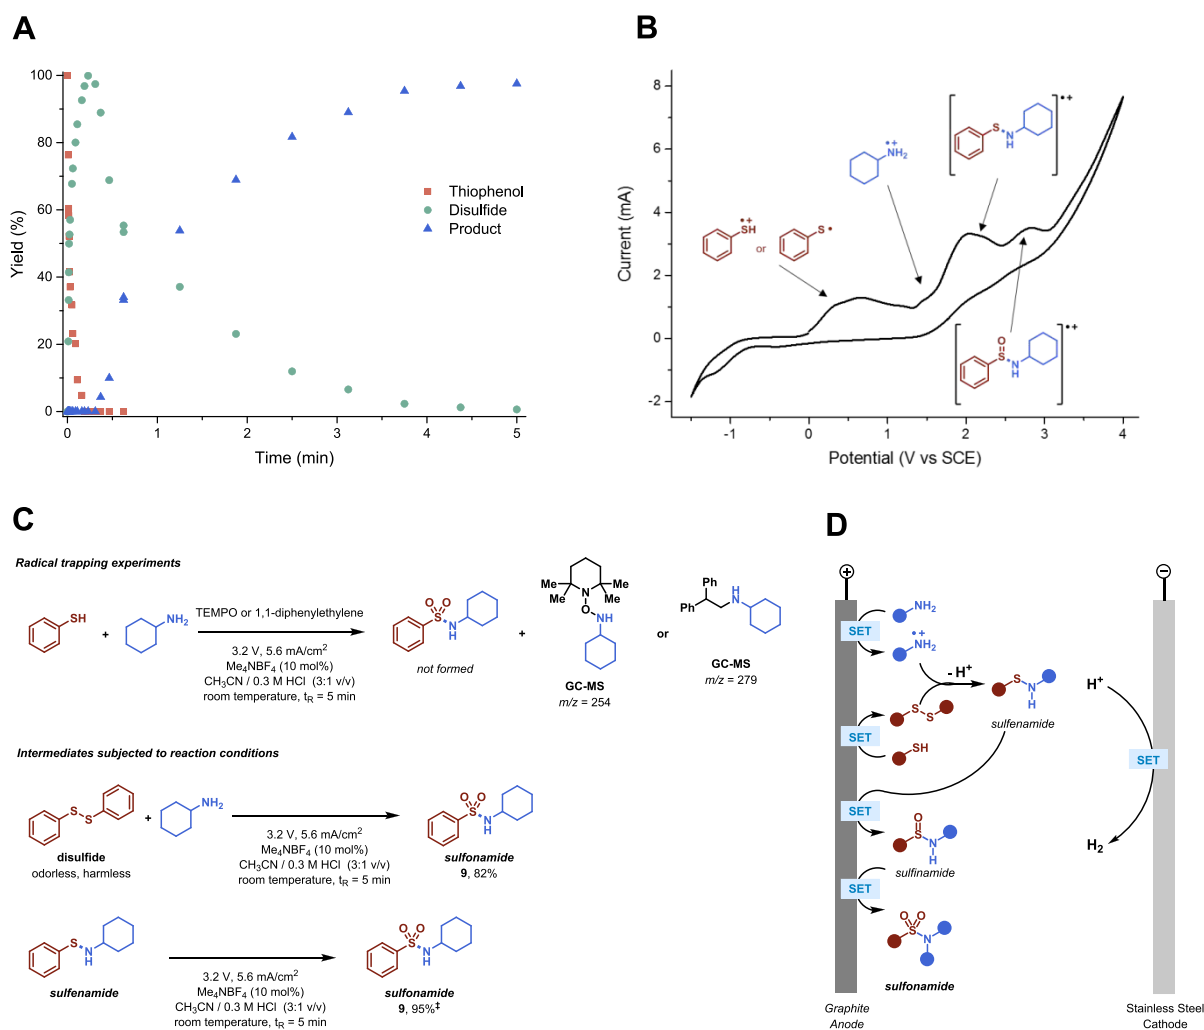 A
100
80
60
40
20
0
Yield (%)
0
1
2
3
4
5
Time (min)
Thiophenol
Disulfide
Product
B
8
6
4
2
0
-2
Current (mA)
-1
0
1
2
3
4
Potential (V vs SCE)
•+
SH
or
S•
•+
NH₂
S
N
H
•+
O
S
N
H
•+
C
Radical trapping experiments
SH
+
NH₂
TEMPO or 1,1-diphenylethylene
3.2 V, 5.6 mA/cm²
Me₄NBF₄ (10 mol%)
CH₃CN / 0.3 M HCl (3:1 v/v)
room temperature, tR = 5 min
O O
S
N
H
not formed
+
Me
Me
N
Me
Me
O
NH
GC-MS
m/z = 254
or
Ph
Ph
H
N
GC-MS
m/z = 279
Intermediates subjected to reaction conditions
S
S
disulfide
odorless, harmless
+
NH₂
3.2 V, 5.6 mA/cm²
Me₄NBF₄ (10 mol%)
CH₃CN / 0.3 M HCl (3:1 v/v)
room temperature, tR = 5 min
O O
S
N
H
sulfonamide
9, 82%
S
N
H
sulfenamide
3.2 V, 5.6 mA/cm²
Me₄NBF₄ (10 mol%)
CH₃CN / 0.3 M HCl (3:1 v/v)
room temperature, tR = 5 min
O O
S
N
H
sulfonamide
9, 95%‡
D
+
−
NH₂
SET
•+
NH₂
- H⁺
S
N
H
sulfenamide
S
S
SET
SH
H⁺
SET
H₂
SET
O
S
N
H
sulfinamide
SET
O O
S
N
sulfonamide
Graphite
Anode
Stainless Steel
Cathode